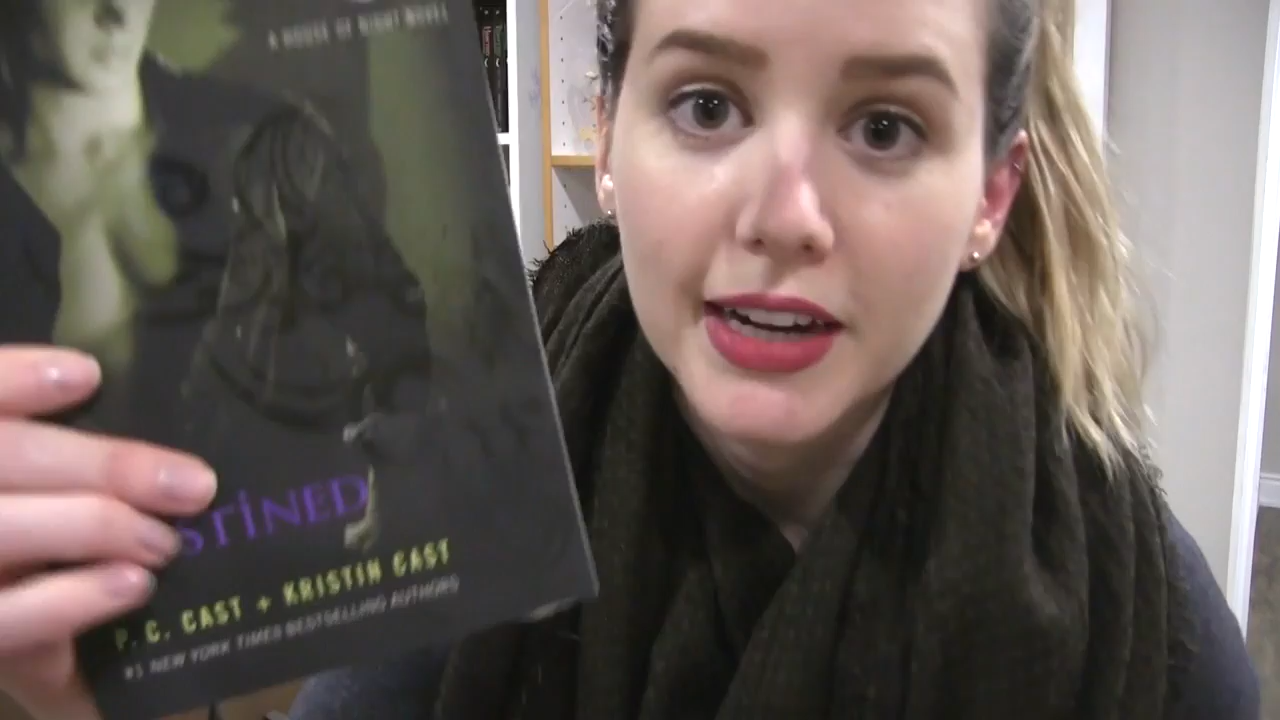 A HOUSE OF NIGHT NOVEL
STINED
P. C. CAST + KRISTIN CAST
#1 NEW YORK TIMES BESTSELLING AUTHORS